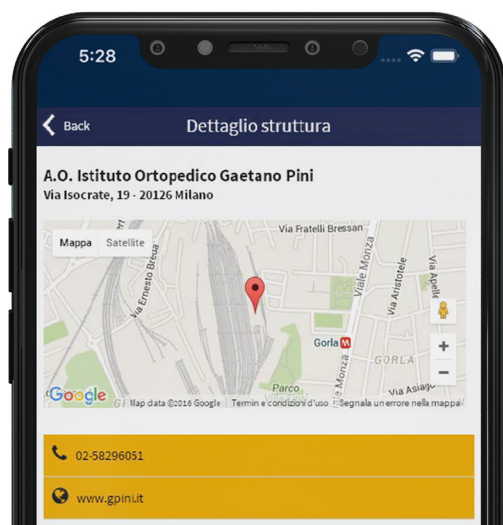 5:28
Back
Dettaglio struttura
A.O. Istituto Ortopedico Gaetano Pini
Via Isocrate, 19 - 20126 Milano
Mappa Satellite
Via Fratelli Bressan
Via Ernesto Breda
Viale Monza
Via Aristotele
Via Apelle
Gorla M
GORLA
Parco
Monza
Via Asiago
Google
Map data ©2016 Google
Termini e condizioni d'uso
Segnala un errore nella mappa
02-58296051
www.gpini.it